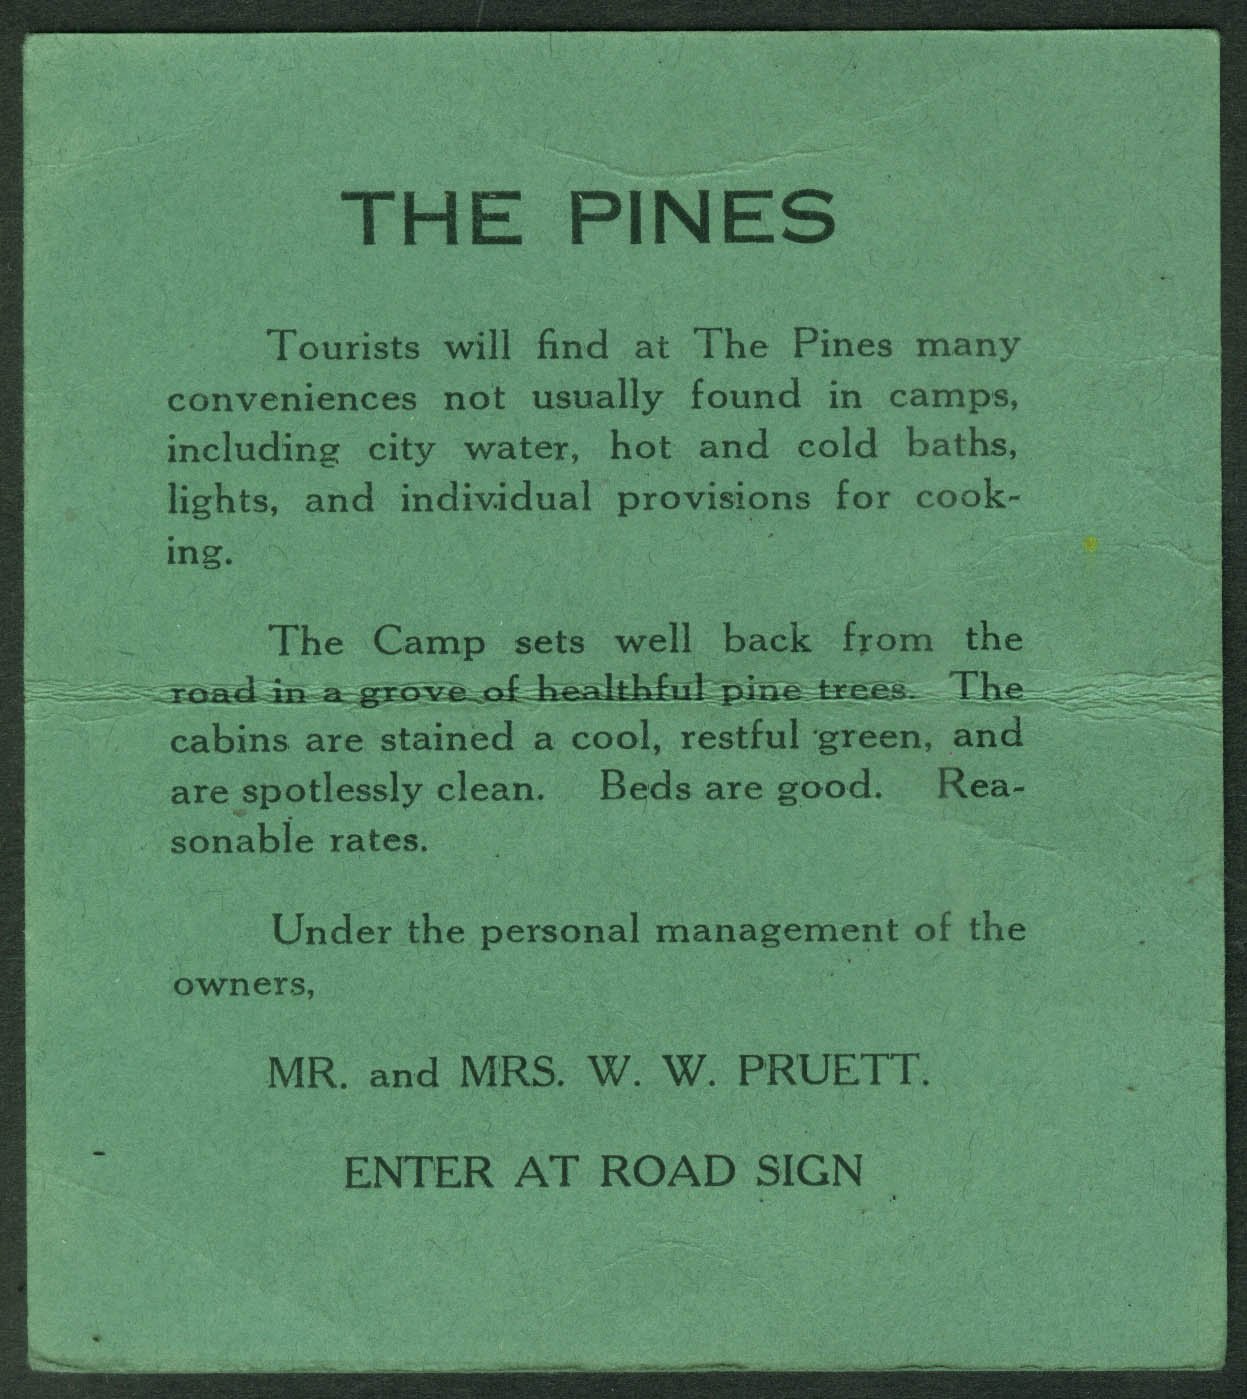 THE PINES
Tourists will find at The Pines many
conveniences not usually found in camps,
including city water, hot and cold baths,
lights, and individual provisions for cook-
ing.
The Camp sets well back from the
road in a grove of healthful pine trees. The
cabins are stained a cool, restful green, and
are spotlessly clean. Beds are good. Rea-
sonable rates.
Under the personal management of the
owners,
MR. and MRS. W. W. PRUETT.
ENTER AT ROAD SIGN